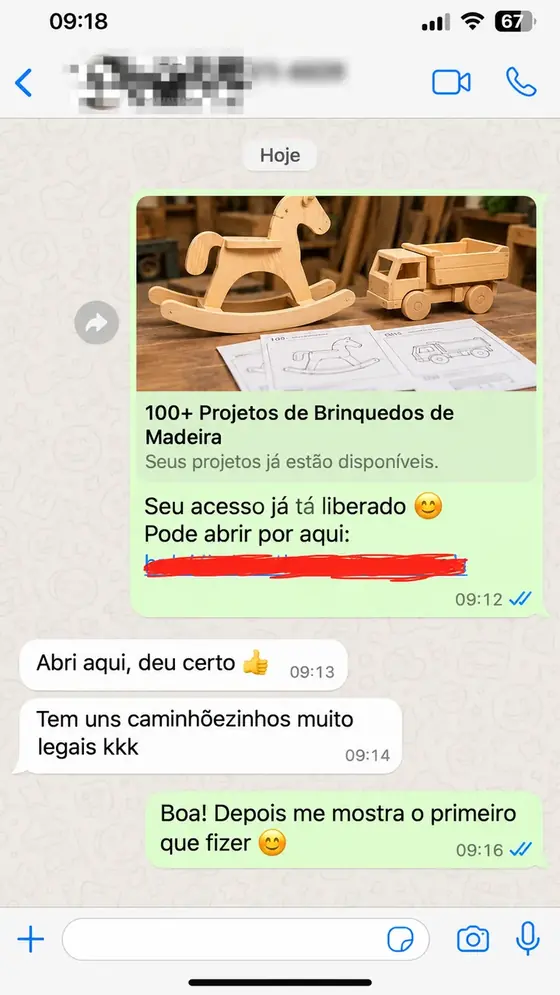 09:18
67
Hoje
100+ Projetos de Brinquedos de
Madeira
Seus projetos já estão disponíveis.
Seu acesso já tá liberado 😊
Pode abrir por aqui:
09:12
Abri aqui, deu certo 👍
09:13
Tem uns caminhõezinhos muito
legais kkk
09:14
Boa! Depois me mostra o primeiro
que fizer 😊
09:16